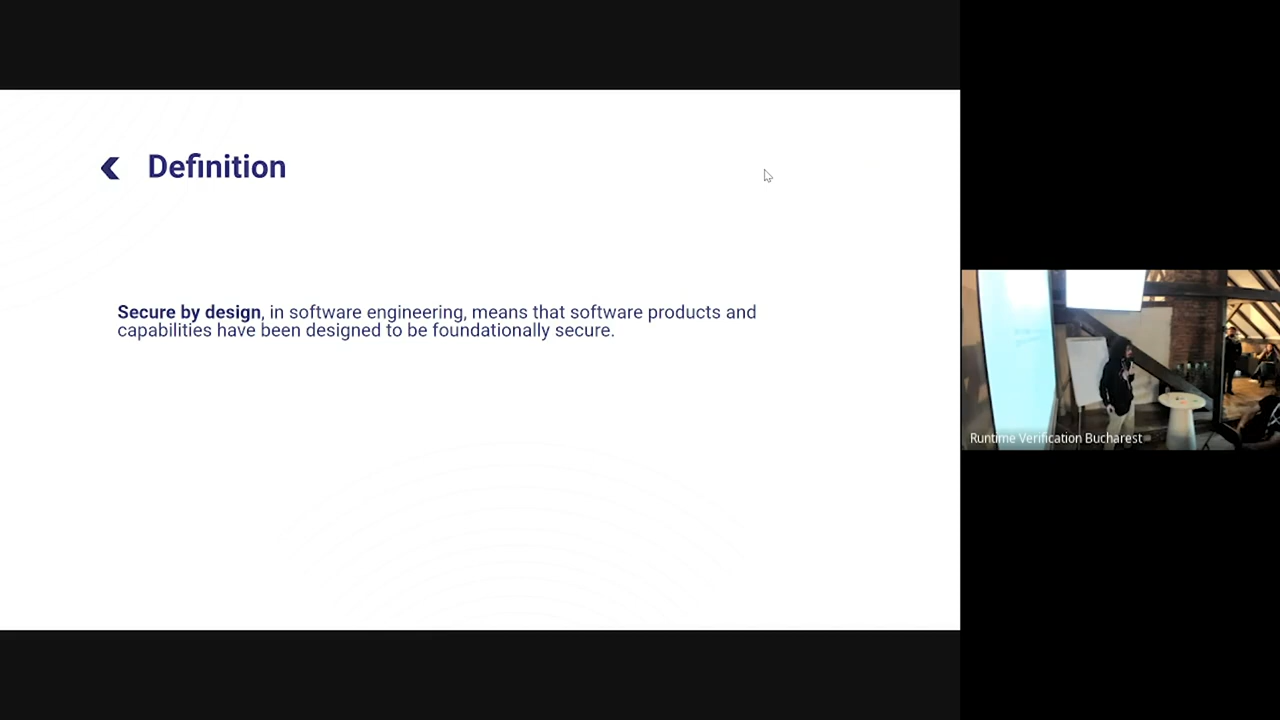 Definition
Secure by design, in software engineering, means that software products and
capabilities have been designed to be foundationally secure.
Runtime Verification Bucharest